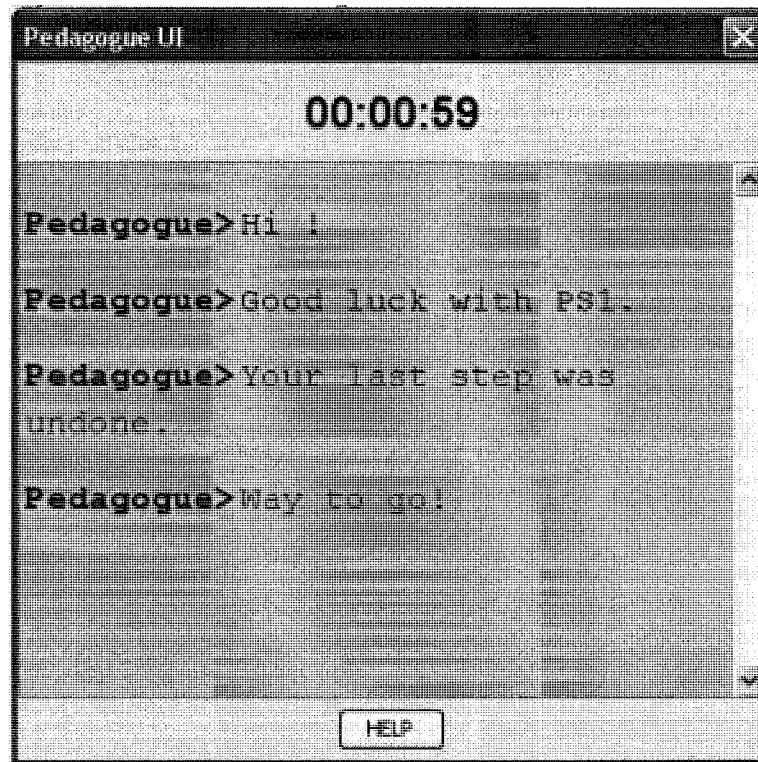 Pedagogue UI
00:00:59
Pedagogue>Hi !
Pedagogue>Good luck with PS1.
Pedagogue>Your last step was
undone.
Pedagogue>Way to go!
HELP